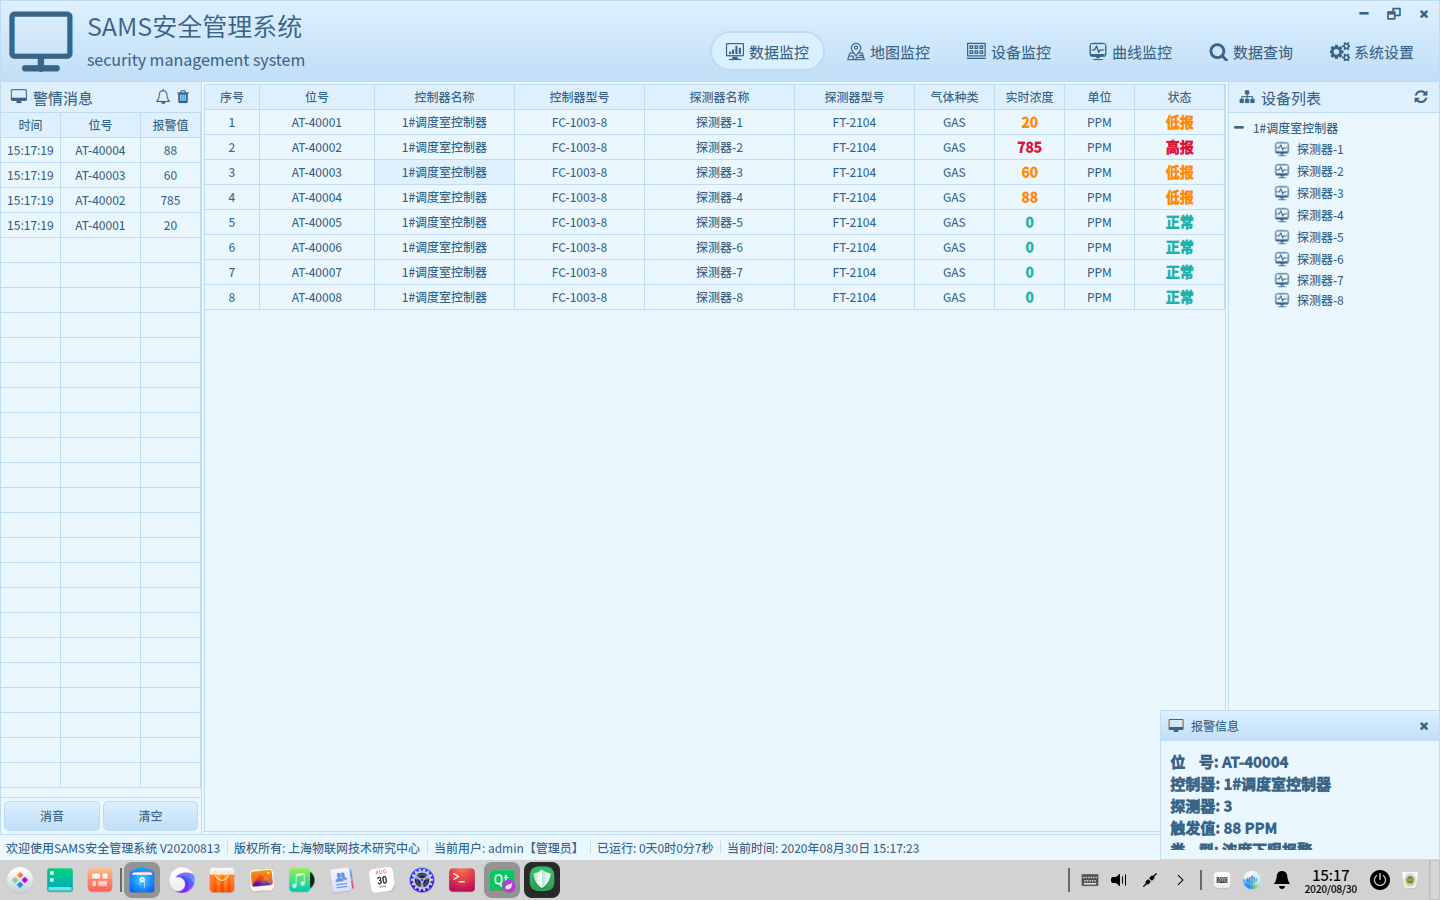 SAMS安全管理系统
security management system
数据监控 地图监控 设备监控 曲线监控 数据查询 系统设置
警情消息
时间 位号 报警值
15:17:19 AT-40004 88
15:17:19 AT-40003 60
15:17:19 AT-40002 785
15:17:19 AT-40001 20
消音 清空
序号 位号 控制器名称 控制器型号 探测器名称 探测器型号 气体种类 实时浓度 单位 状态
1 AT-40001 1#调度室控制器 FC-1003-8 探测器-1 FT-2104 GAS 20 PPM 低报
2 AT-40002 1#调度室控制器 FC-1003-8 探测器-2 FT-2104 GAS 785 PPM 高报
3 AT-40003 1#调度室控制器 FC-1003-8 探测器-3 FT-2104 GAS 60 PPM 低报
4 AT-40004 1#调度室控制器 FC-1003-8 探测器-4 FT-2104 GAS 88 PPM 低报
5 AT-40005 1#调度室控制器 FC-1003-8 探测器-5 FT-2104 GAS 0 PPM 正常
6 AT-40006 1#调度室控制器 FC-1003-8 探测器-6 FT-2104 GAS 0 PPM 正常
7 AT-40007 1#调度室控制器 FC-1003-8 探测器-7 FT-2104 GAS 0 PPM 正常
8 AT-40008 1#调度室控制器 FC-1003-8 探测器-8 FT-2104 GAS 0 PPM 正常
设备列表
1#调度室控制器
探测器-1
探测器-2
探测器-3
探测器-4
探测器-5
探测器-6
探测器-7
探测器-8
报警信息
位 号: AT-40004
控制器: 1#调度室控制器
探测器: 3
触发值: 88 PPM
类 型: 浓度下限报警
欢迎使用SAMS安全管理系统 V20200813 版权所有: 上海物联网技术研究中心 当前用户: admin【管理员】 已运行: 0天0时0分7秒 当前时间: 2020年08月30日 15:17:23
AUG
30
15:17
2020/08/30